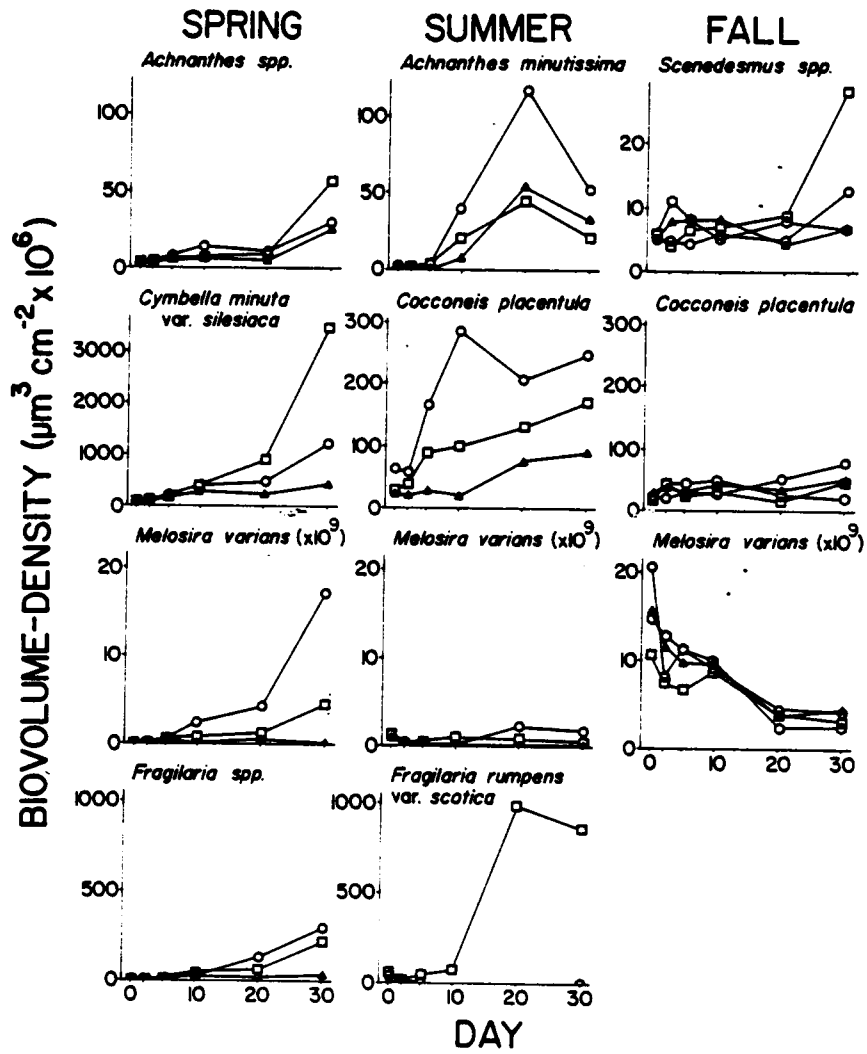 SPRING SUMMER FALL
Achnanthes spp. Achnanthes minutissima Scenedesmus spp.
100 100 20
50 50 10
0 0 0
Cymbella minuta
var. silesiaca
Cocconeis placentula Cocconeis placentula
3000 300 300
200 200
1000 100 100
0 0 0
Melosira varians (x10⁹) Melosira varians (x10⁹) Melosira varians (x10⁹)
20 20 20
10 10 10
0 0 0
0 10 20 30
Fragilaria spp. Fragilaria rumpens
var. scotica
1000 1000
500 500
0 0
0 10 20 30 0 10 20 30
DAY
BIOVOLUME-DENSITY (µm³ cm⁻² x 10⁶)